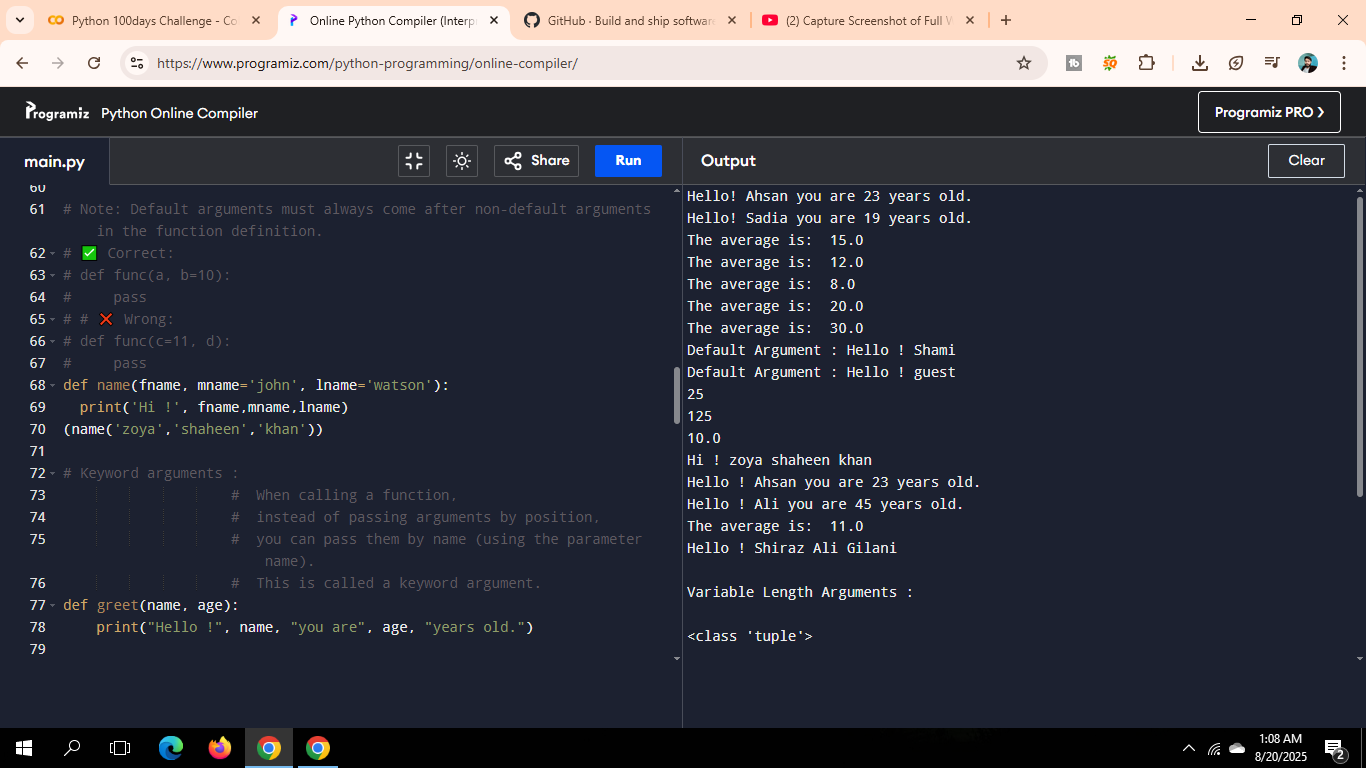 Python 100days Challenge - Co
Online Python Compiler (Interp
GitHub · Build and ship software
(2) Capture Screenshot of Full W
https://www.programiz.com/python-programming/online-compiler/
Programiz
Python Online Compiler
Programiz PRO
main.py
Share
Run
Output
Clear
60
61 # Note: Default arguments must always come after non-default arguments
in the function definition.
62 # ✅ Correct:
63 # def func(a, b=10):
64 #     pass
65 # # ❌ Wrong:
66 # def func(c=11, d):
67 #     pass
68 def name(fname, mname='john', lname='watson'):
69   print('Hi !', fname,mname,lname)
70 (name('zoya','shaheen','khan'))
71
72 # Keyword arguments :
73                     #  When calling a function,
74                     #  instead of passing arguments by position,
75                     #  you can pass them by name (using the parameter
name).
76                     #  This is called a keyword argument.
77 def greet(name, age):
78     print("Hello !", name, "you are", age, "years old.")
79
Hello! Ahsan you are 23 years old.
Hello! Sadia you are 19 years old.
The average is:  15.0
The average is:  12.0
The average is:  8.0
The average is:  20.0
The average is:  30.0
Default Argument : Hello ! Shami
Default Argument : Hello ! guest
25
125
10.0
Hi ! zoya shaheen khan
Hello ! Ahsan you are 23 years old.
Hello ! Ali you are 45 years old.
The average is:  11.0
Hello ! Shiraz Ali Gilani
Variable Length Arguments :
<class 'tuple'>
1:08 AM
8/20/2025
2